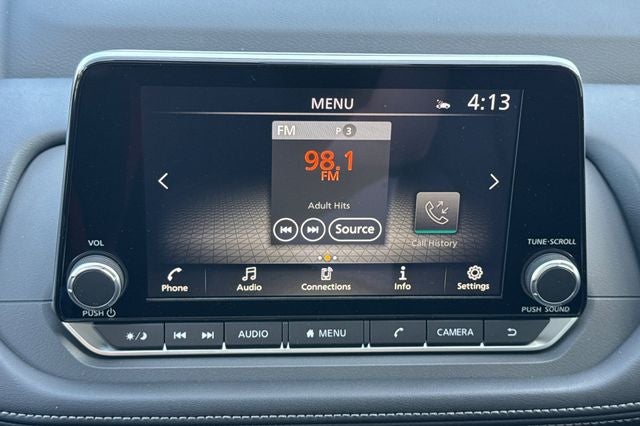 MENU 4:13
FM P 3
98.1
FM
Adult Hits
Source
Call History
Phone Audio Connections Info Settings
VOL
PUSH
TUNE·SCROLL
PUSH SOUND
AUDIO MENU CAMERA